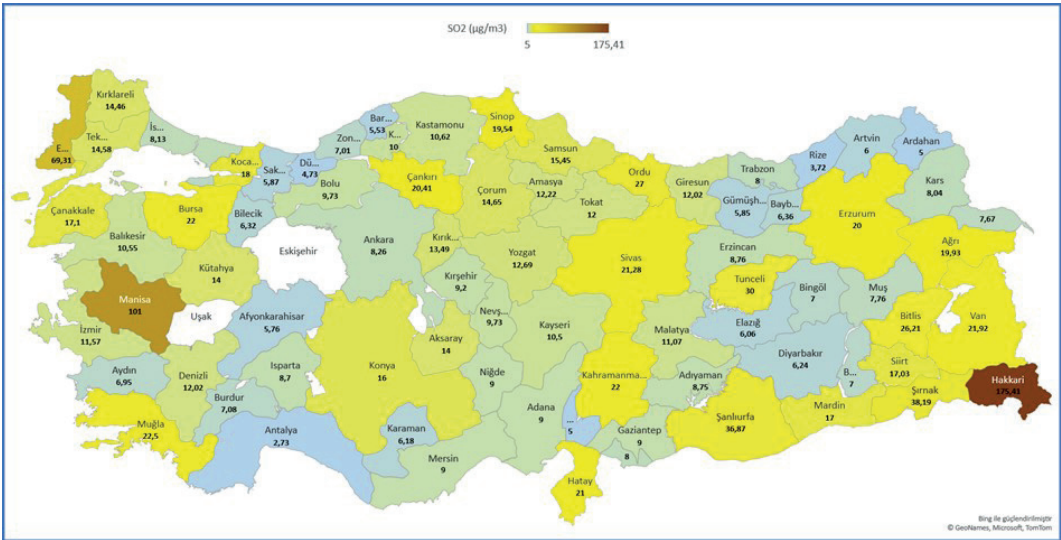 SO2 (µg/m3)
5
175,41
Kırklareli
14,46
E...
69,31
Tek...
14,58
İs...
8,13
Koca...
18
Sak...
5,87
Dü...
4,73
Zon...
7,01
Bar...
5,53
K...
10
Kastamonu
10,62
Sinop
19,54
Samsun
15,45
Ordu
27
Giresun
12,02
Trabzon
8
Rize
3,72
Artvin
6
Ardahan
5
Kars
8,04
7,67
Gümüşh...
5,85
Bayb...
6,36
Erzurum
20
Ağrı
19,93
Çanakkale
17,1
Bursa
22
Bilecik
6,32
Bolu
9,73
Çankırı
20,41
Çorum
14,65
Amasya
12,22
Tokat
12
Balıkesir
10,55
Kütahya
14
Eskişehir
Ankara
8,26
Kırık...
13,49
Yozgat
12,69
Sivas
21,28
Erzincan
8,76
Tunceli
30
Bingöl
7
Muş
7,76
Bitlis
26,21
Van
21,92
Manisa
101
Uşak
Afyonkarahisar
5,76
Kırşehir
9,2
Nevş...
9,73
Kayseri
10,5
Malatya
11,07
Elazığ
6,06
Diyarbakır
6,24
B...
7
Siirt
17,03
Şırnak
38,19
Hakkari
175,41
İzmir
11,57
Aydın
6,95
Denizli
12,02
Isparta
8,7
Burdur
7,08
Konya
16
Aksaray
14
Niğde
9
Kahramanma...
22
Adıyaman
8,75
Şanlıurfa
36,87
Mardin
17
Muğla
22,5
Antalya
2,73
Karaman
6,18
Mersin
9
Adana
9
...
5
Gaziantep
9
8
Hatay
21
Bing ile güçlendirilmiştir
© GeoNames, Microsoft, TomTom